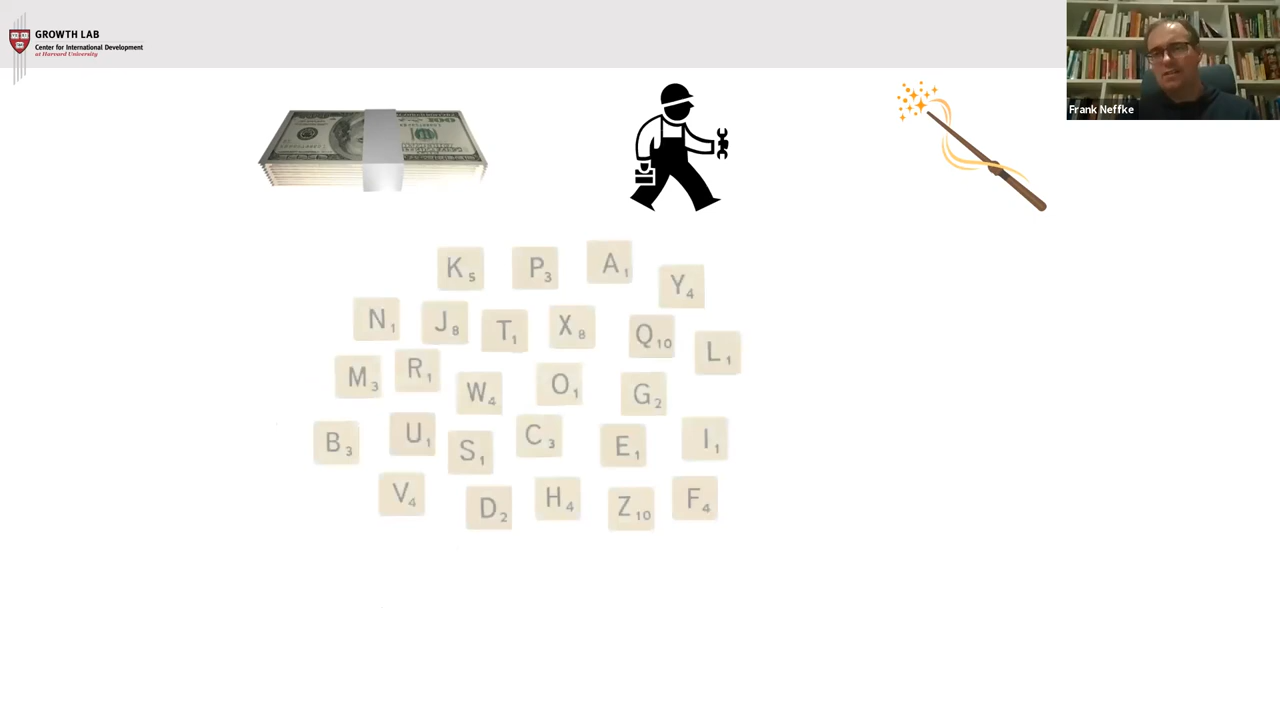 GROWTH LAB
Center for International Development
at Harvard University
Frank Neffke
K5 P3 A1 Y4
N1 J8 T1 X8 Q10 L1
M3 R1 W4 O1 G2
B3 U1 S1 C3 E1 I1
V4 D2 H4 Z10 F4